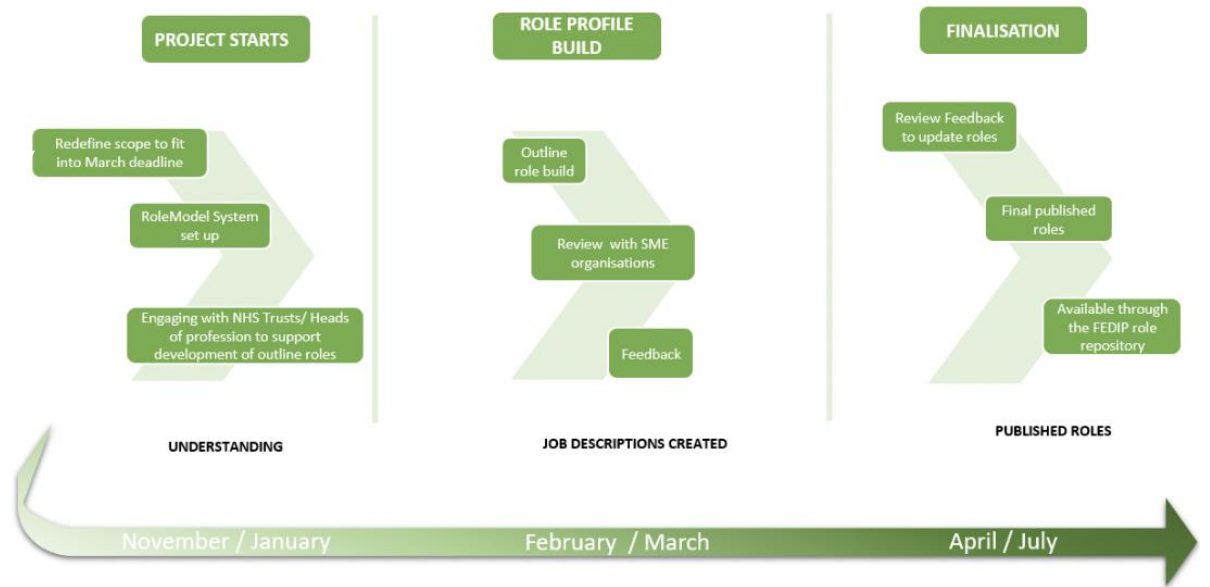 PROJECT STARTS
Redefine scope to fit
into March deadline
RoleModel System
set up
Engaging with NHS Trusts/ Heads
of profession to support
development of outline roles
UNDERSTANDING
November / January
ROLE PROFILE
BUILD
Outline
role build
Review with SME
organisations
Feedback
JOB DESCRIPTIONS CREATED
February / March
FINALISATION
Review Feedback
to update roles
Final published
roles
Available through
the FEDIP role
repository
PUBLISHED ROLES
April / July